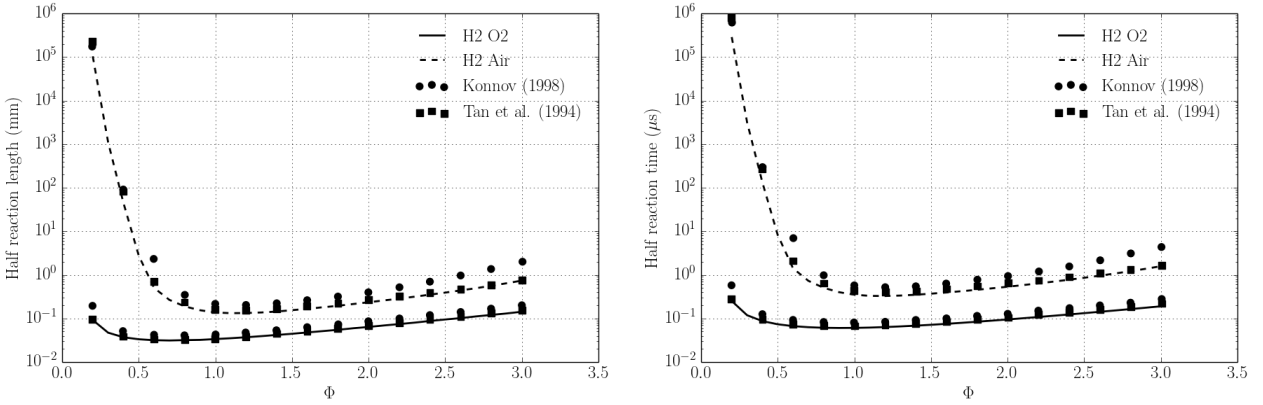 10^6
10^5
10^4
10^3
10^2
10^1
10^0
10^-1
10^-2
Half reaction length (mm)
0.0 0.5 1.0 1.5 2.0 2.5 3.0 3.5
Φ
H2 O2
H2 Air
Konnov (1998)
Tan et al. (1994)
10^6
10^5
10^4
10^3
10^2
10^1
10^0
10^-1
10^-2
Half reaction time (μs)
0.0 0.5 1.0 1.5 2.0 2.5 3.0 3.5
Φ
H2 O2
H2 Air
Konnov (1998)
Tan et al. (1994)